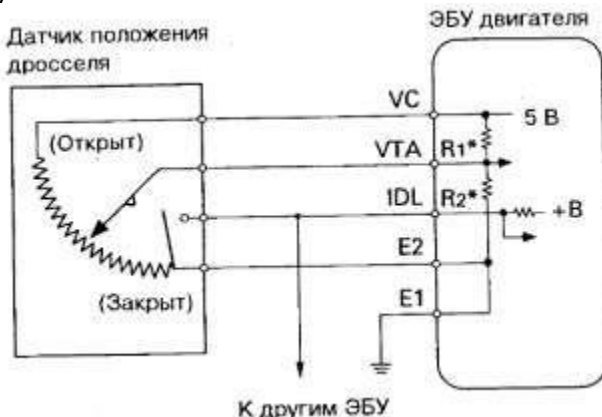 ЭБУ двигателя
Датчик положения
дросселя
VC
5 В
(Открыт)
VTA
R1*
IDL
R2*
+В
E2
(Закрыт)
E1
К другим ЭБУ